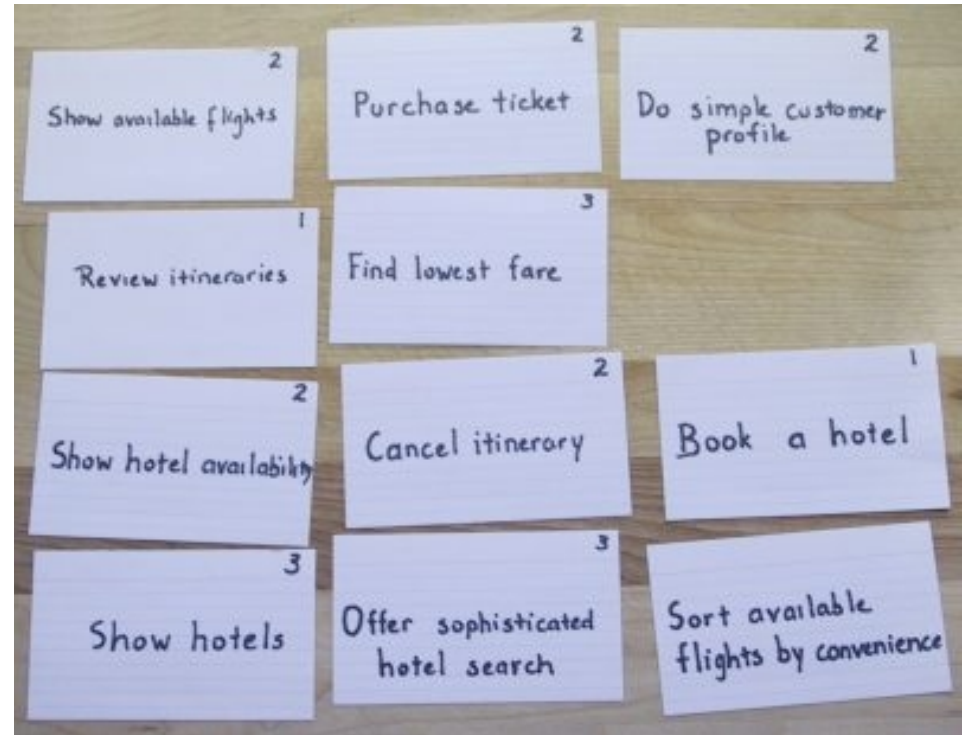 2
Show available flights
2
Purchase ticket
2
Do simple customer
profile
1
Review itineraries
3
Find lowest fare
2
Show hotel availability
2
Cancel itinerary
1
Book a hotel
3
Show hotels
3
Offer sophisticated
hotel search
Sort available
flights by convenience